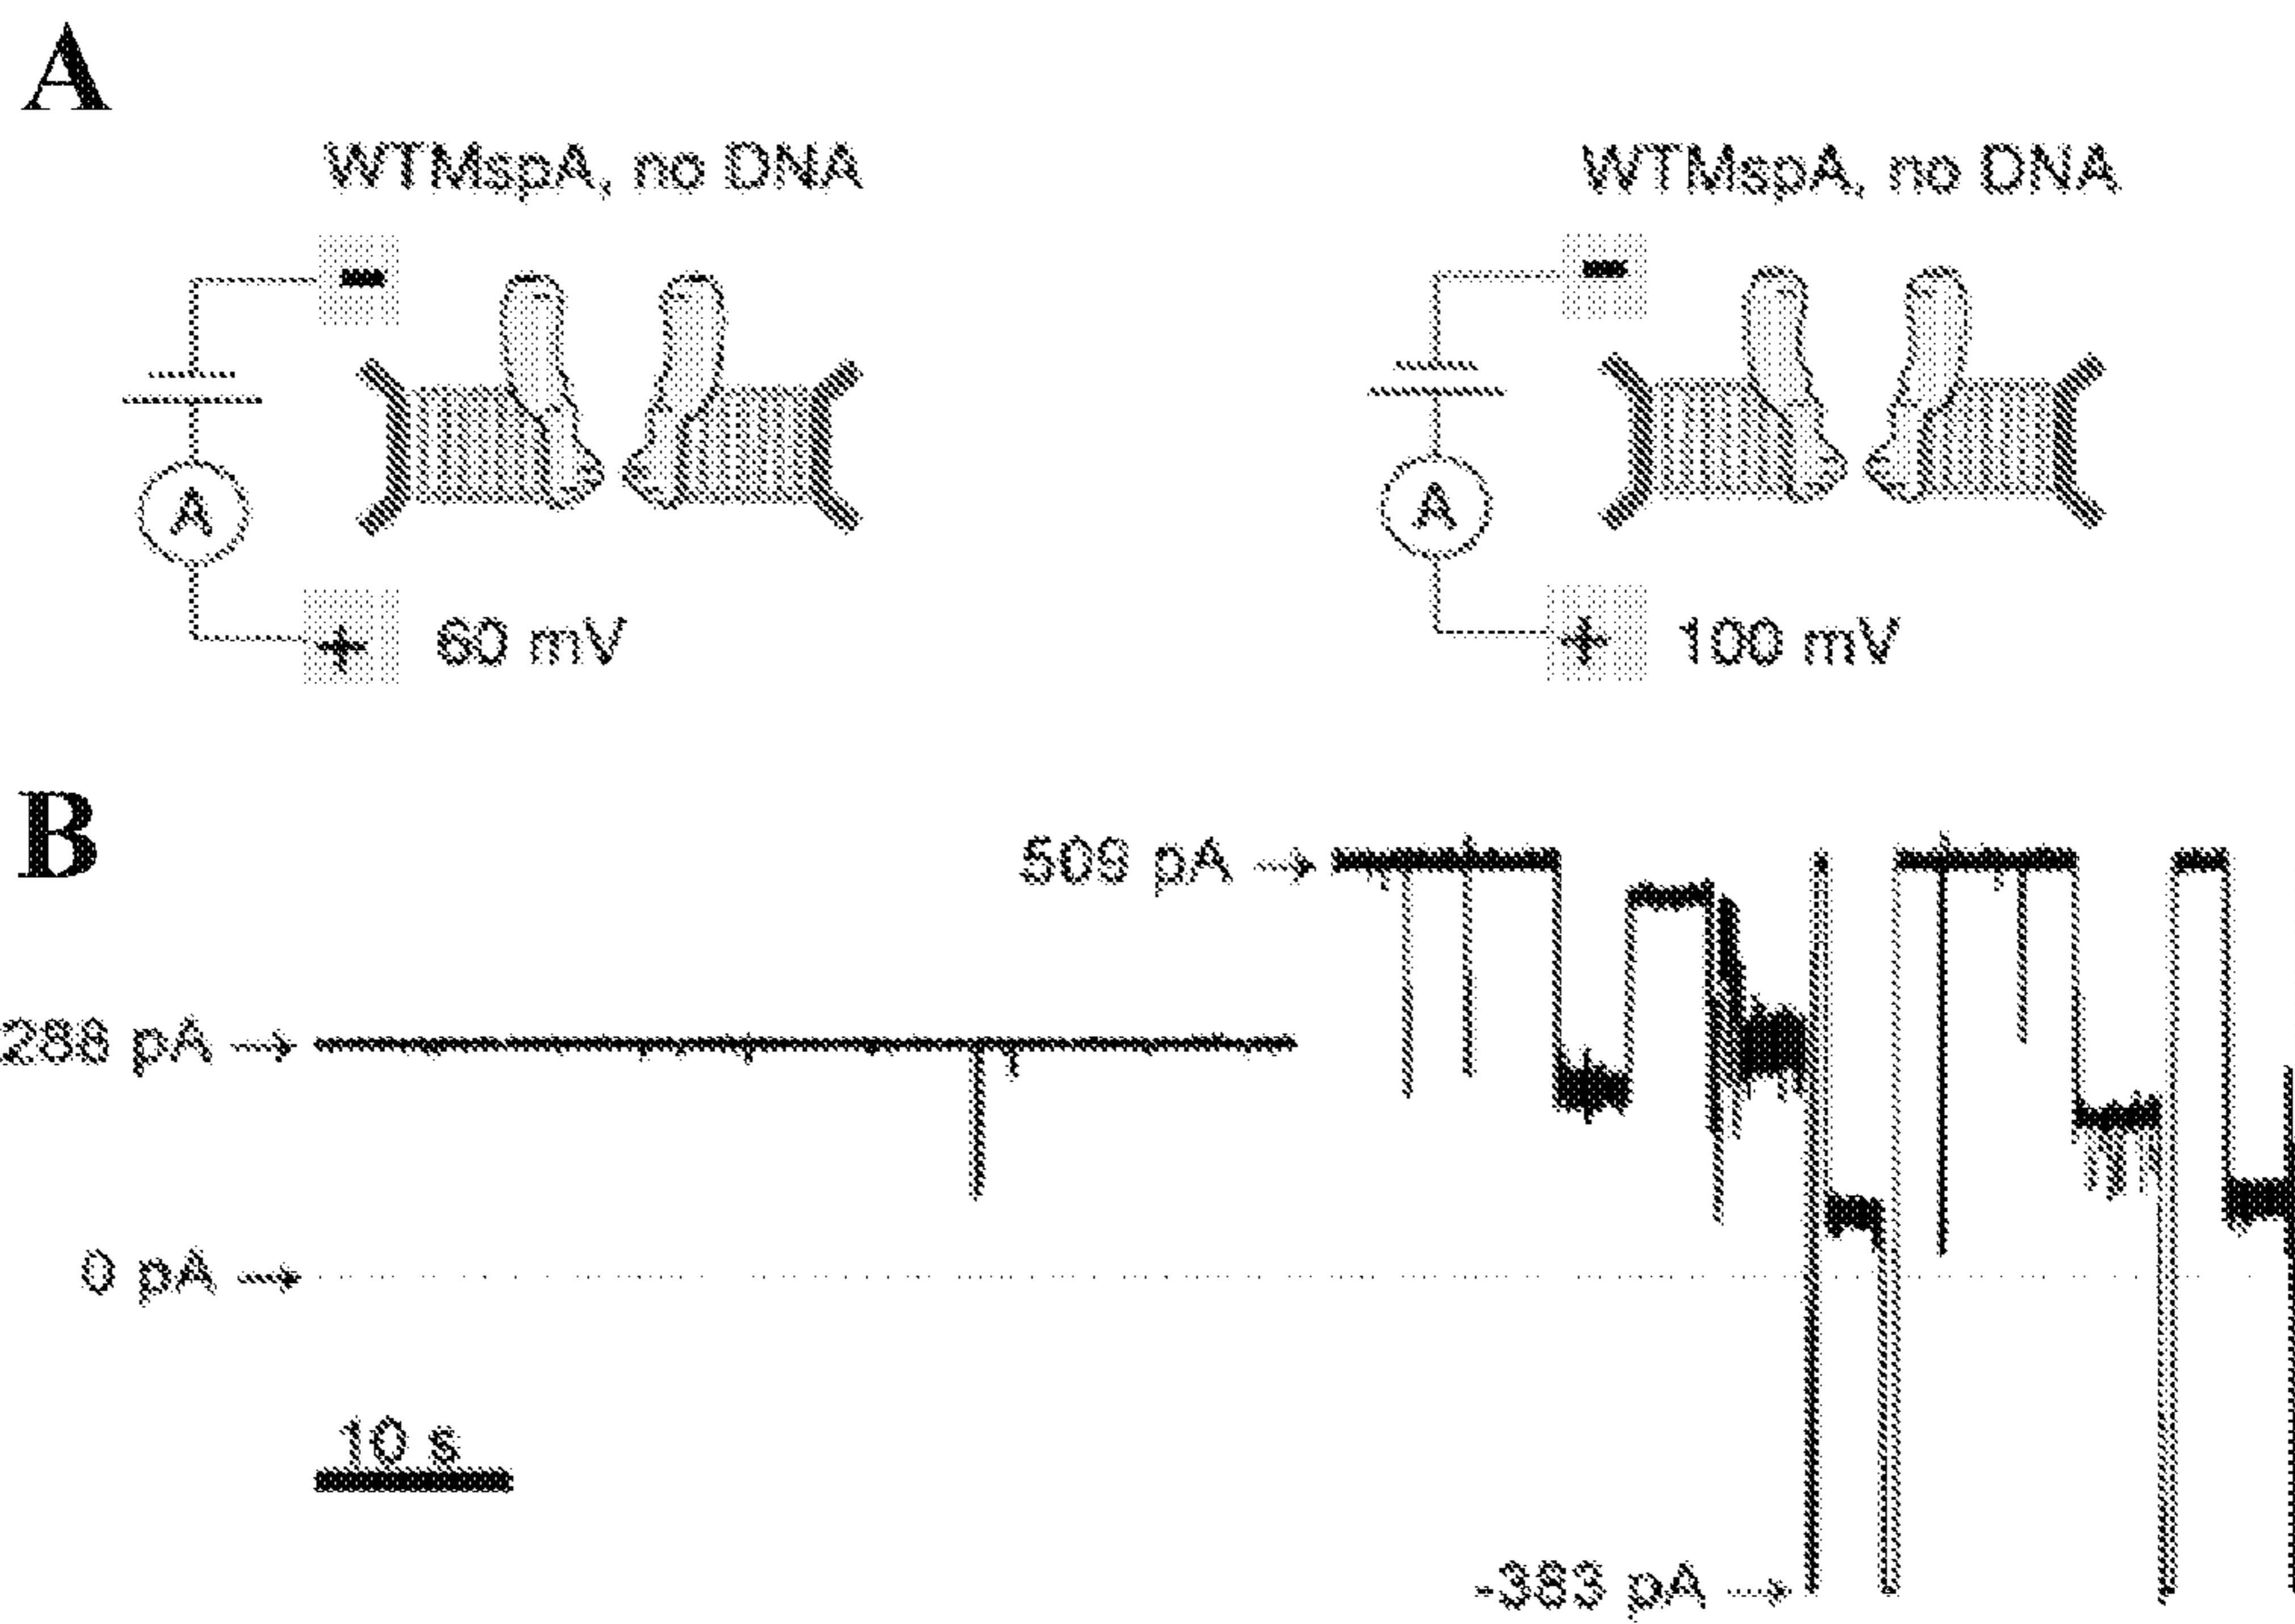 A
WTMspA, no DNA
WTMspA, no DNA
-
-
A
A
+ 60 mV
+ 100 mV
B
509 pA →
288 pA →
0 pA →
10 s
-383 pA →